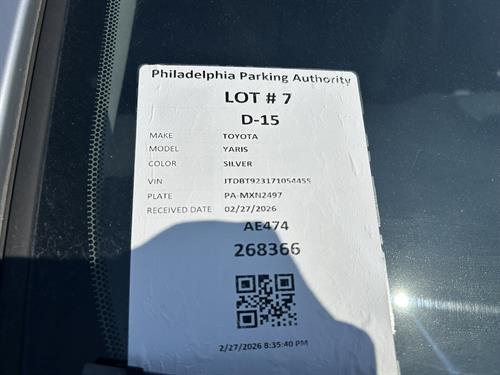 Philadelphia Parking Authority
LOT # 7
D-15
MAKE TOYOTA
MODEL YARIS
COLOR SILVER
VIN JTDBT923171054455
PLATE PA-MXN2497
RECEIVED DATE 02/27/2026
AE474
268366
2/27/2026 8:35:40 PM